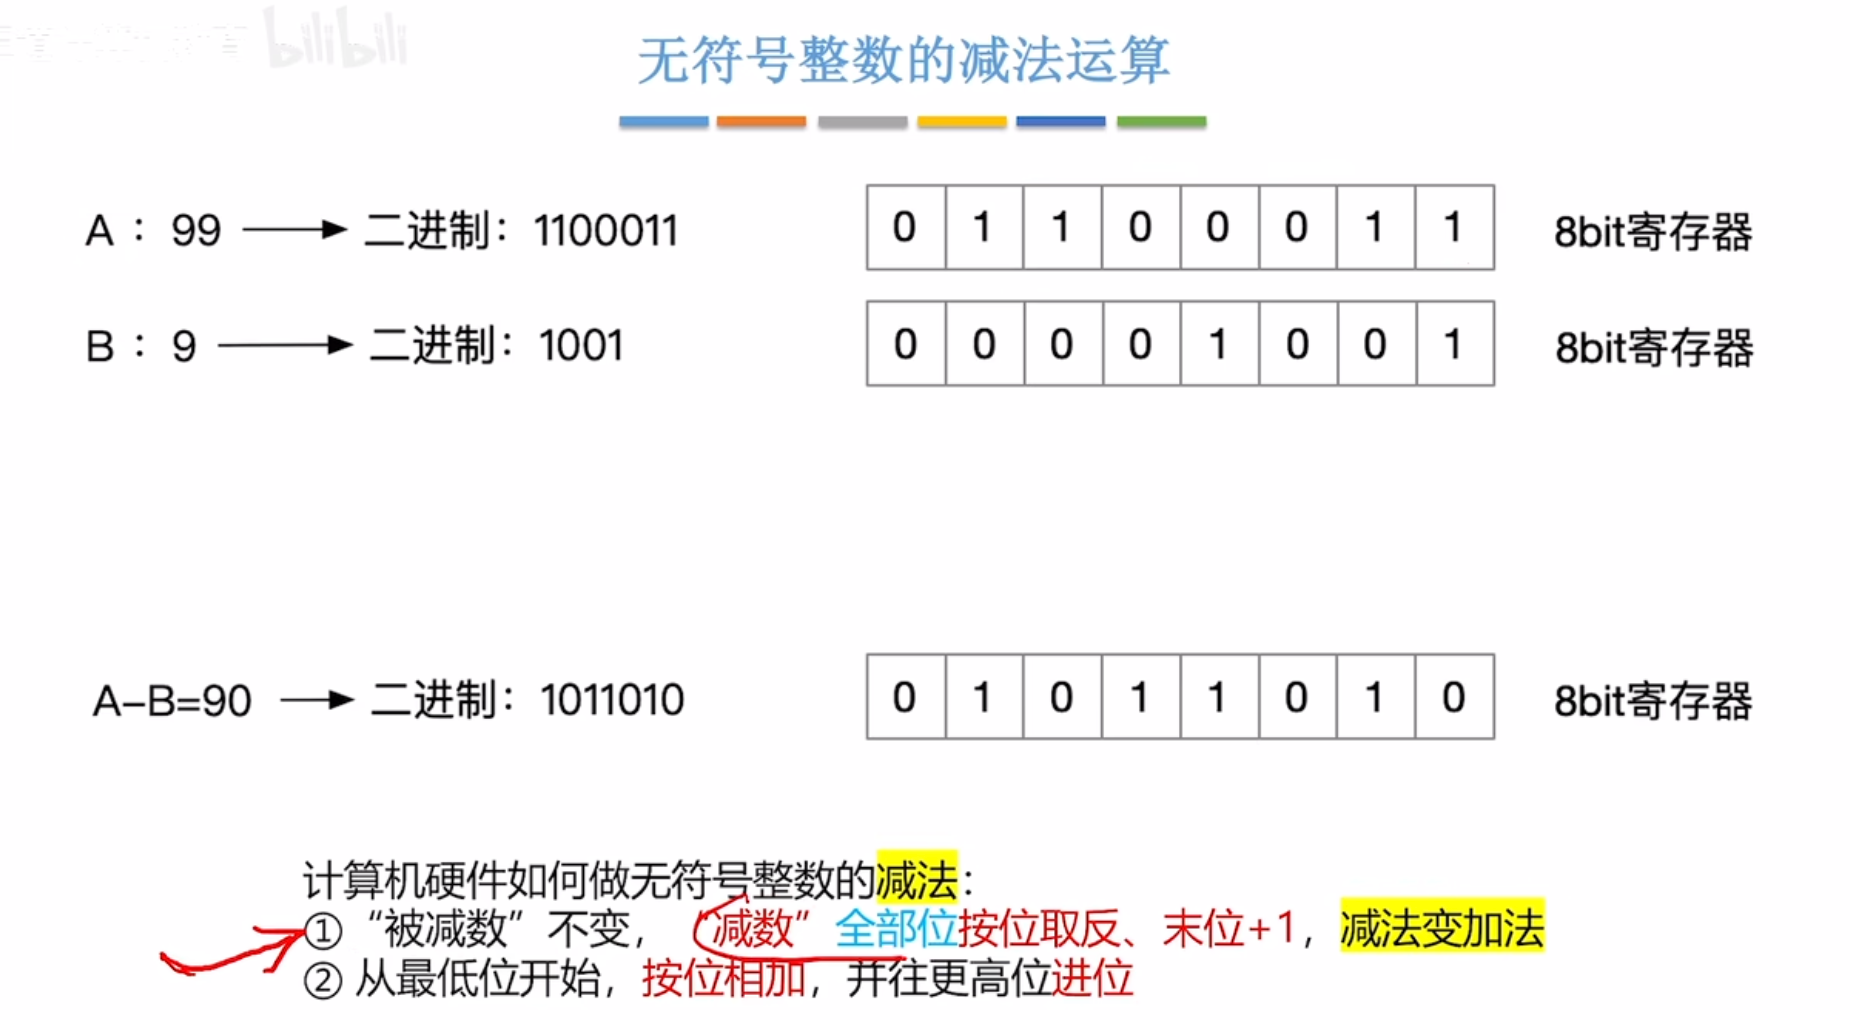 bilibili
无符号整数的减法运算
A：99 → 二进制：1100011 0 1 1 0 0 0 1 1 8bit寄存器
B：9 → 二进制：1001 0 0 0 0 1 0 0 1 8bit寄存器
A-B=90 → 二进制：1011010 0 1 0 1 1 0 1 0 8bit寄存器
计算机硬件如何做无符号整数的减法：
①“被减数”不变，“减数”全部位按位取反、末位+1，减法变加法
②从最低位开始，按位相加，并往更高位进位